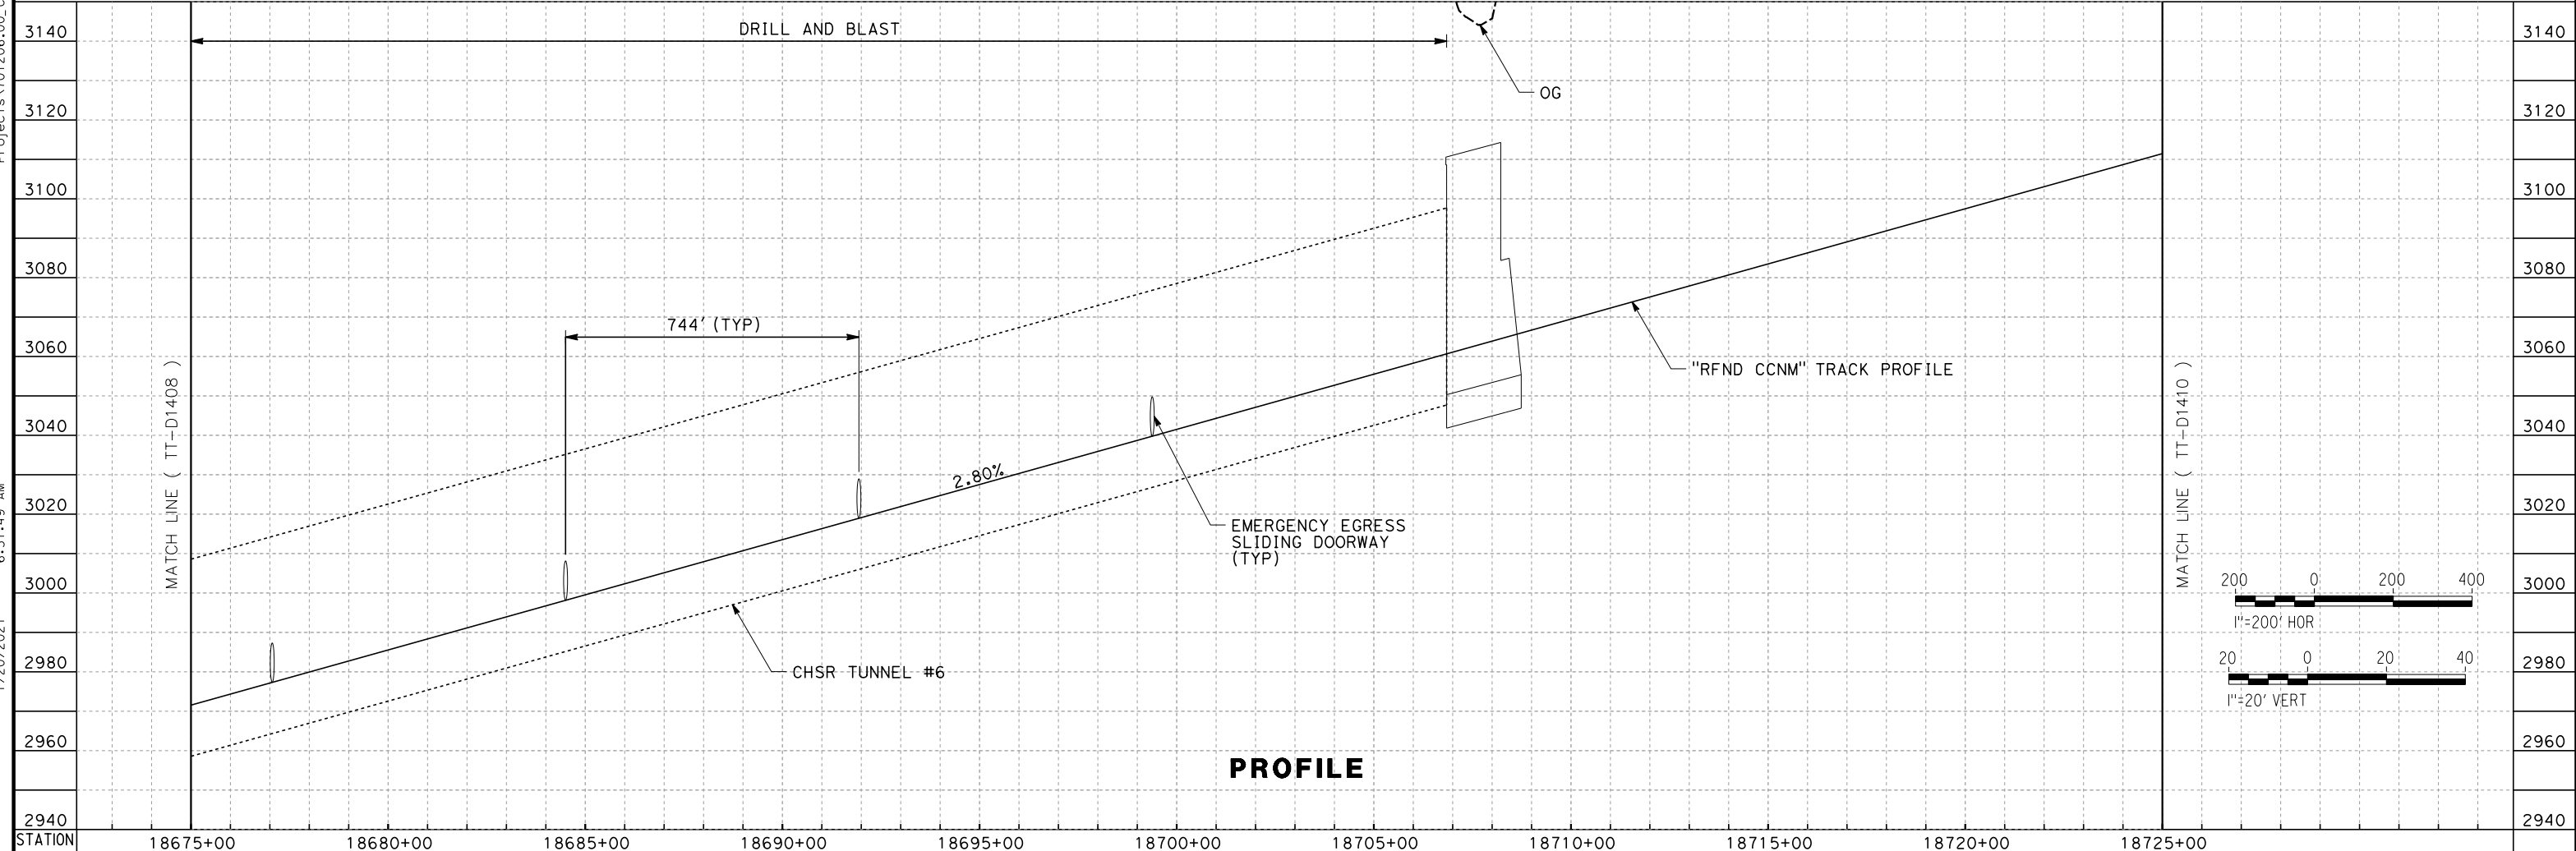 DRILL AND BLAST
OG
3140 3140
3120 3120
3100 3100
3080 3080
3060 3060
3040 3040
3020 3020
3000 3000
2980 2980
2960 2960
2940 2940
744' (TYP)
"RFND CCNM" TRACK PROFILE
MATCH LINE ( TT-D1408 )
MATCH LINE ( TT-D1410 )
2.80%
EMERGENCY EGRESS
SLIDING DOORWAY
(TYP)
CHSR TUNNEL #6
200 0 200 400
1"=200' HOR
20 0 20 40
1"=20' VERT
PROFILE
STATION 18675+00 18680+00 18685+00 18690+00 18695+00 18700+00 18705+00 18710+00 18715+00 18720+00 18725+00